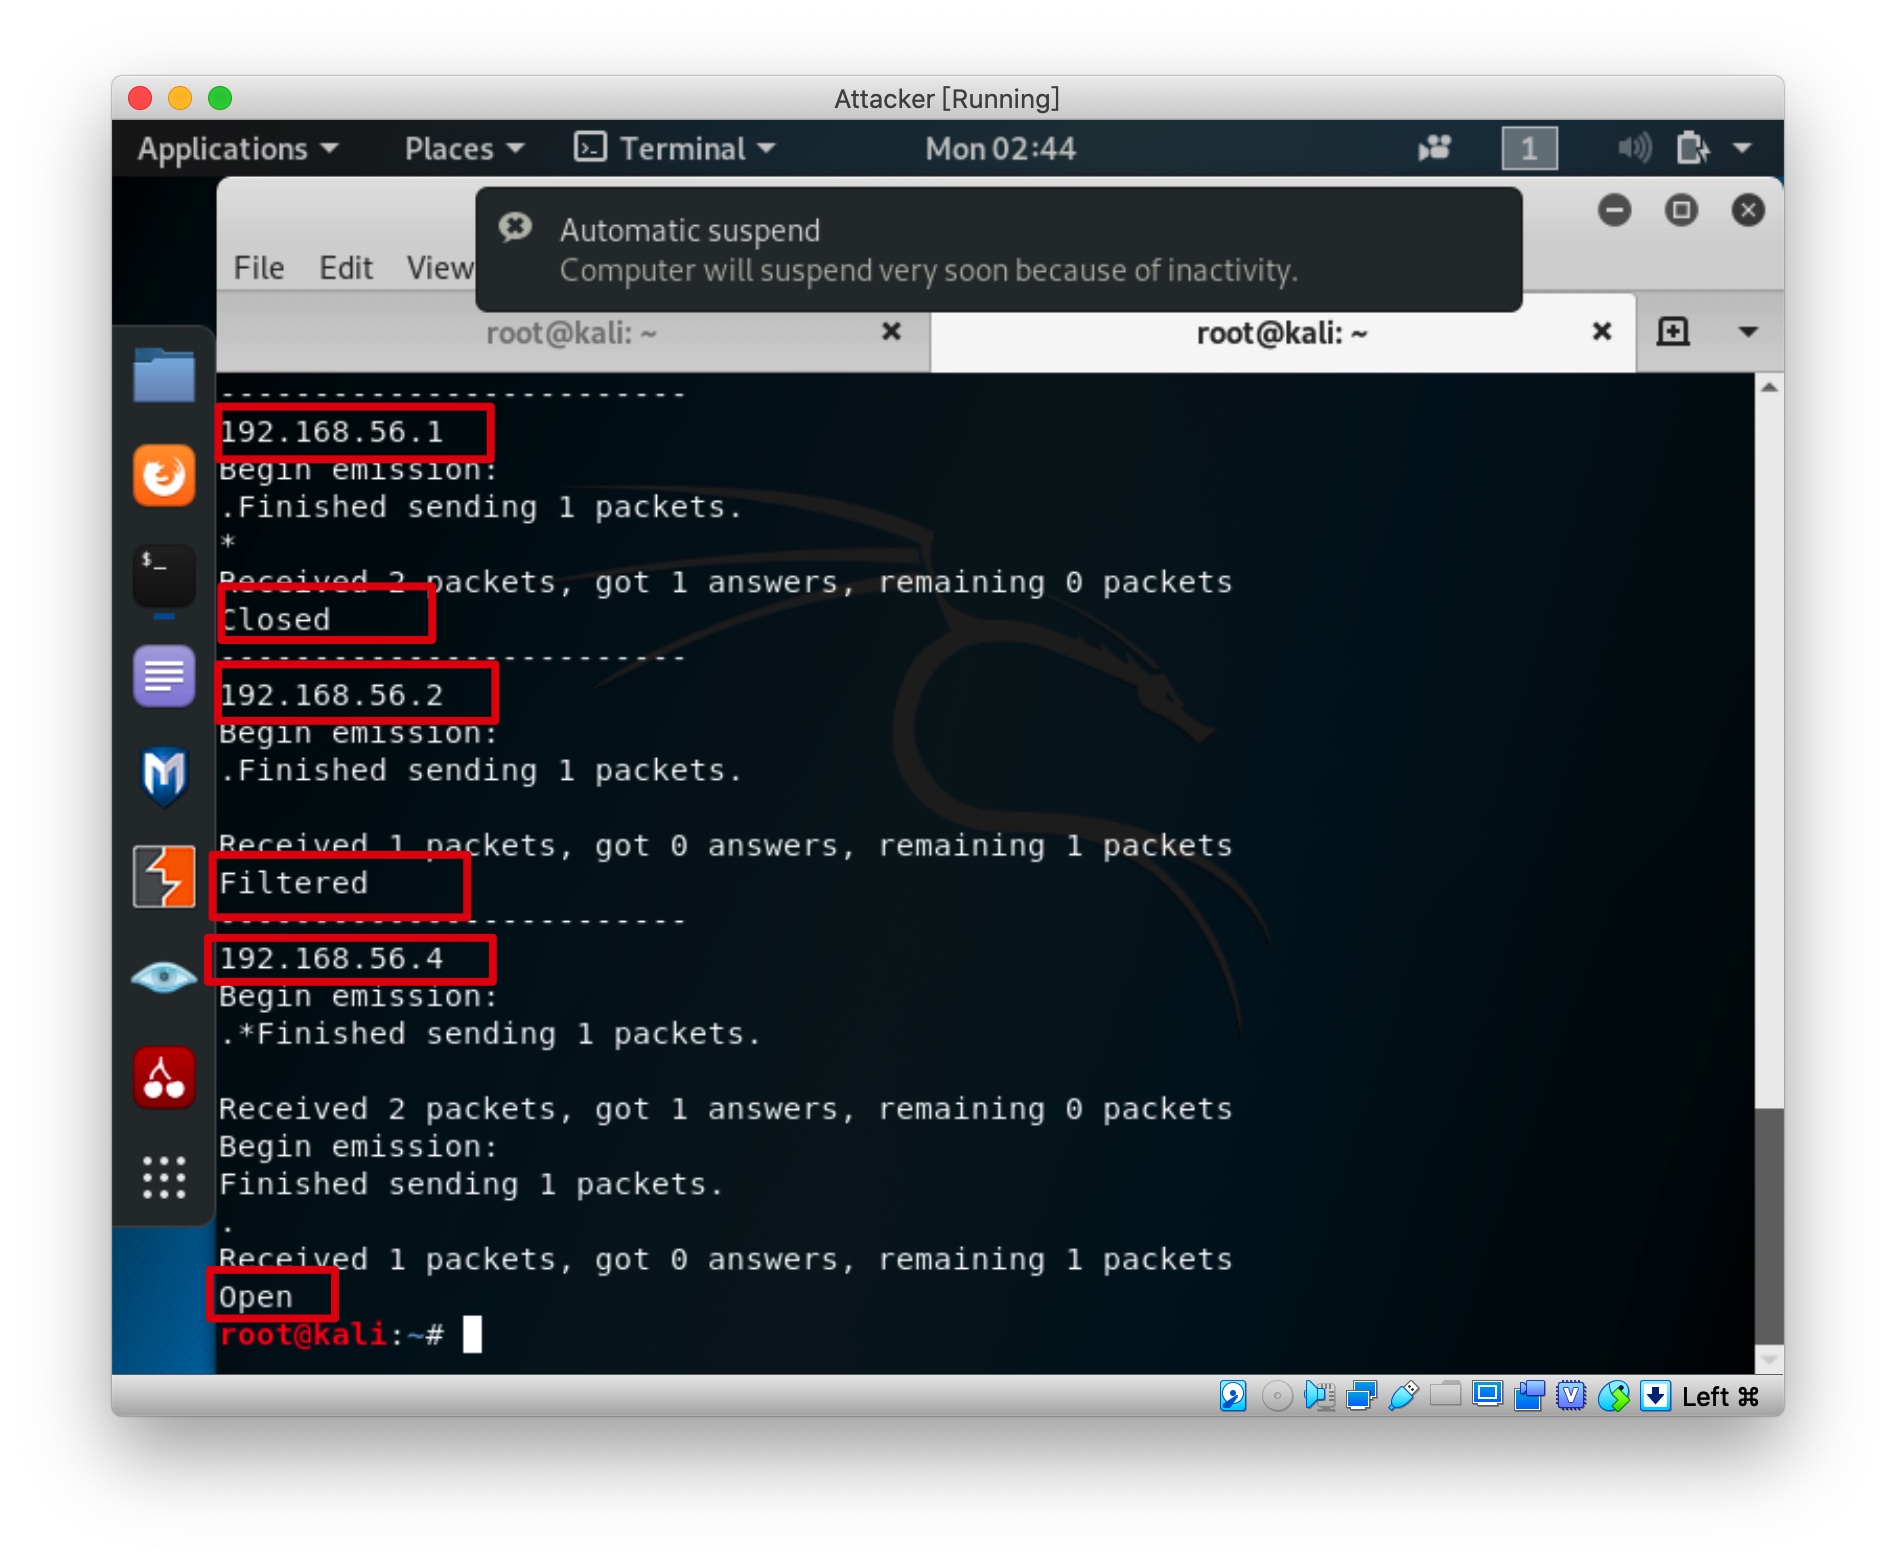 Attacker [Running]
Applications Places Terminal Mon 02:44 1
Automatic suspend
Computer will suspend very soon because of inactivity.
File Edit View
root@kali: ~ root@kali: ~
-------------------------
192.168.56.1
Begin emission:
.Finished sending 1 packets.
*
Received 2 packets, got 1 answers, remaining 0 packets
Closed
-------------------------
192.168.56.2
Begin emission:
.Finished sending 1 packets.
Received 1 packets, got 0 answers, remaining 1 packets
Filtered
-------------------------
192.168.56.4
Begin emission:
.*Finished sending 1 packets.
Received 2 packets, got 1 answers, remaining 0 packets
Begin emission:
Finished sending 1 packets.
.
Received 1 packets, got 0 answers, remaining 1 packets
Open
root@kali:~#
Left ⌘